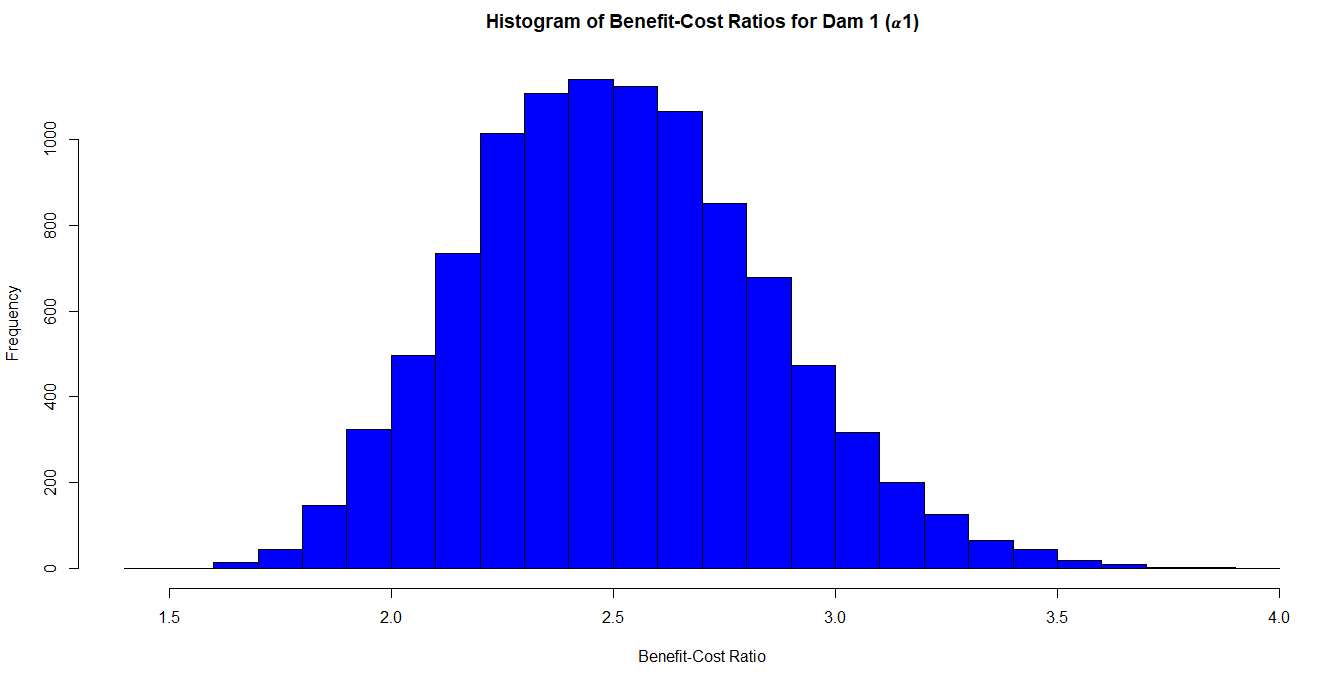 Histogram of Benefit-Cost Ratios for Dam 1 (α1)
Frequency
1000
800
600
400
200
0
1.5 2.0 2.5 3.0 3.5 4.0
Benefit-Cost Ratio